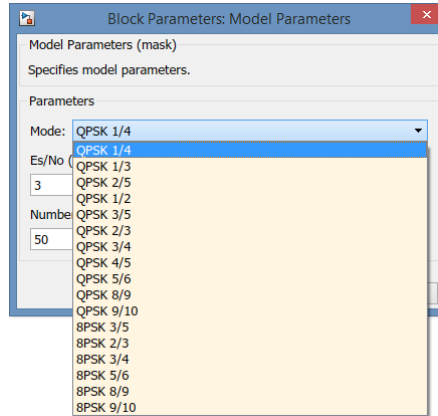 Block Parameters: Model Parameters
Model Parameters (mask)
Specifies model parameters.
Parameters
Mode: QPSK 1/4
QPSK 1/4
Es/No (
QPSK 1/3
3
QPSK 2/5
QPSK 1/2
Number
QPSK 3/5
50
QPSK 2/3
QPSK 3/4
QPSK 4/5
QPSK 5/6
QPSK 8/9
QPSK 9/10
8PSK 3/5
8PSK 2/3
8PSK 3/4
8PSK 5/6
8PSK 8/9
8PSK 9/10